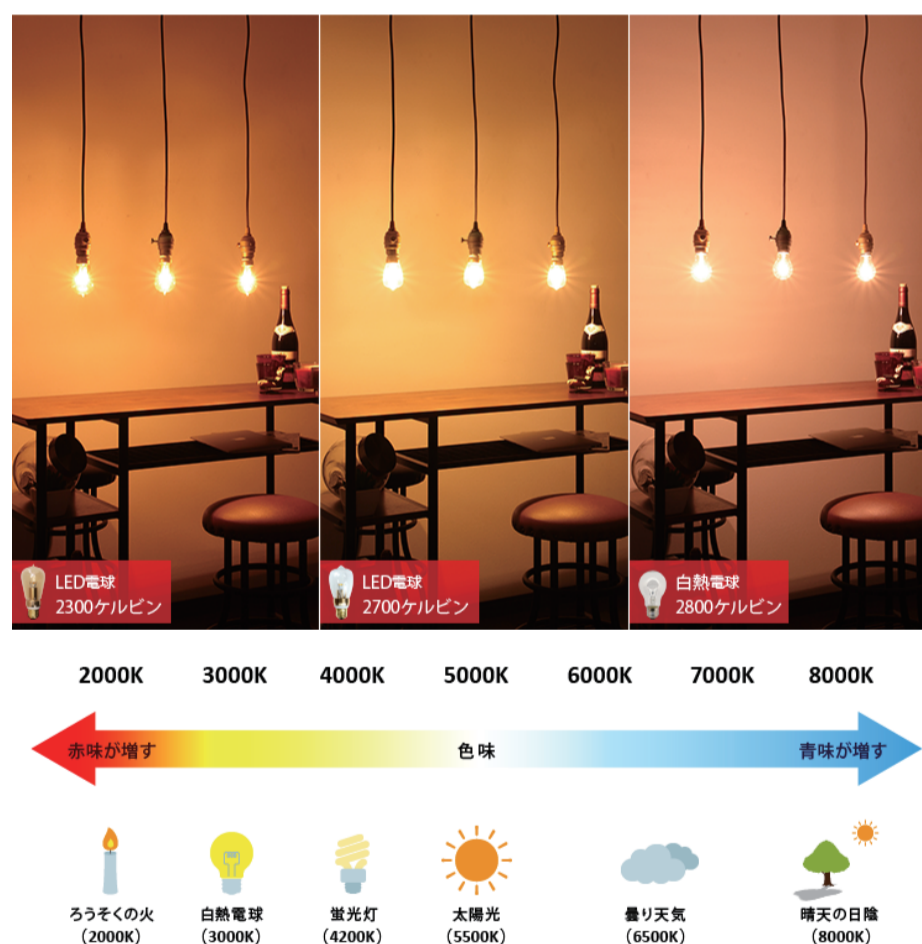 LED電球
2300ケルビン
LED電球
2700ケルビン
白熱電球
2800ケルビン
2000K 3000K 4000K 5000K 6000K 7000K 8000K
赤味が増す 色味 青味が増す
ろうそくの火 白熱電球 蛍光灯 太陽光 曇り天気 晴天の日陰
(2000K) (3000K) (4200K) (5500K) (6500K) (8000K)